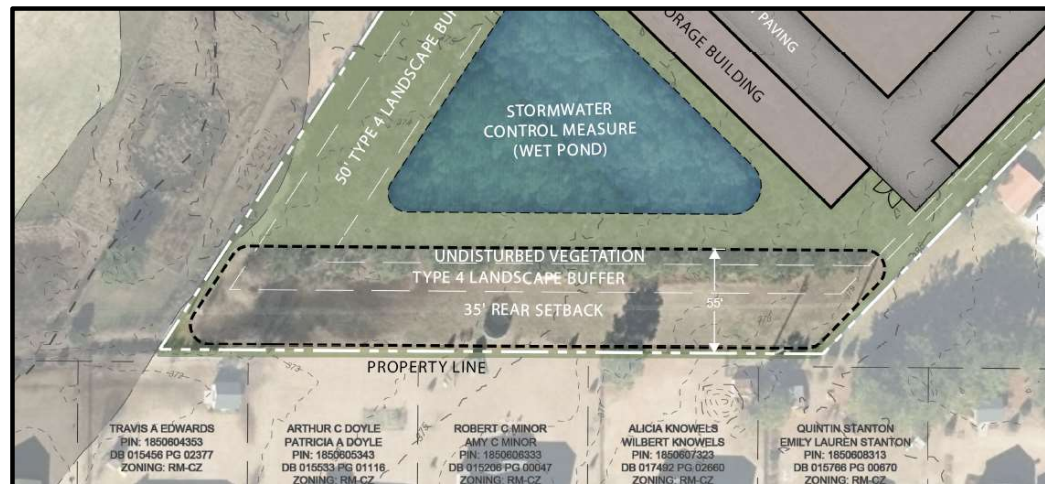 50' TYPE 4 LANDSCAPE
STORMWATER
CONTROL MEASURE
(WET POND)
BUILDING
PAVING
UNDISTURBED VEGETATION
TYPE 4 LANDSCAPE BUFFER
55'
35' REAR SETBACK
PROPERTY LINE
TRAVIS A EDWARDS
PIN: 1850604353
DB 015456 PG 02377
ZONING: RM-CZ
ARTHUR C DOYLE
PATRICIA A DOYLE
PIN: 1850605343
DB 015533 PG 01116
ZONING: RM-CZ
ROBERT C MINOR
AMY C MINOR
PIN: 1850606333
DB 015206 PG 00047
ZONING: RM-CZ
ALICIA KNOWELS
WILBERT KNOWELS
PIN: 1850607323
DB 017492 PG 02660
ZONING: RM-CZ
QUINTIN STANTON
EMILY LAUREN STANTON
PIN: 1850608313
DB 015766 PG 00670
ZONING: RM-CZ